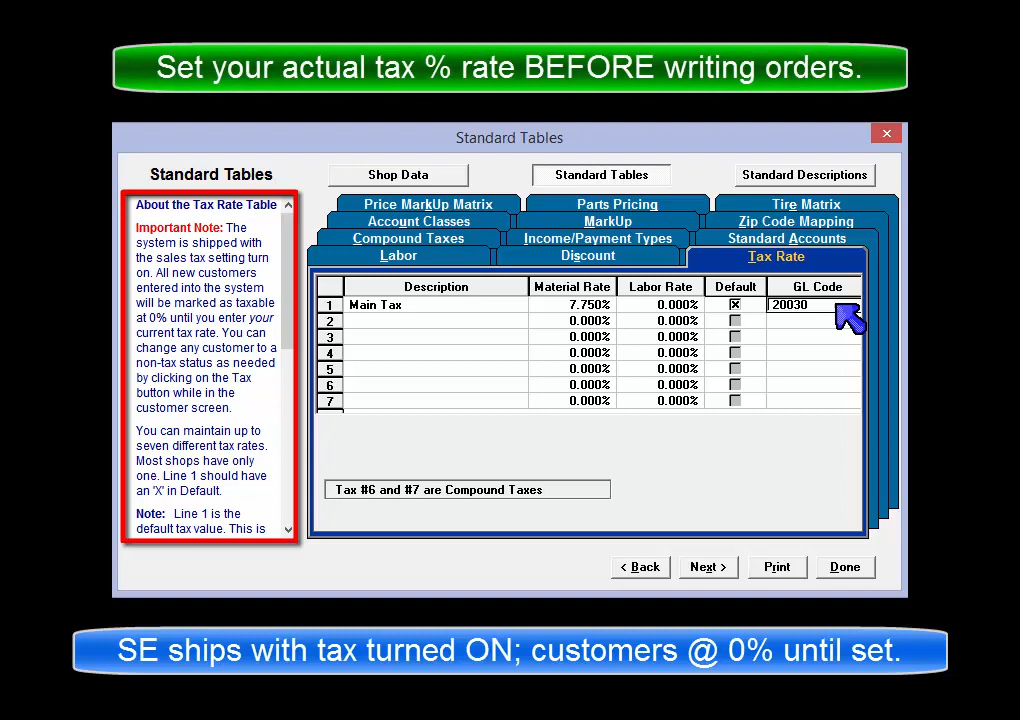 Set your actual tax % rate BEFORE writing orders.
Standard Tables
Standard Tables
Shop Data
Standard Tables
Standard Descriptions
About the Tax Rate Table
Important Note: The
system is shipped with
the sales tax setting turn
on. All new customers
entered into the system
will be marked as taxable
at 0% until you enter your
current tax rate. You can
change any customer to a
non-tax status as needed
by clicking on the Tax
button while in the
customer screen.
You can maintain up to
seven different tax rates.
Most shops have only
one. Line 1 should have
an 'X' in Default.
Note: Line 1 is the
default tax value. This is
Price MarkUp Matrix
Parts Pricing
Tire Matrix
Account Classes
MarkUp
Zip Code Mapping
Compound Taxes
Income/Payment Types
Standard Accounts
Labor
Discount
Tax Rate
Description Material Rate Labor Rate Default GL Code
1 Main Tax 7.750% 0.000% X 20030
2 0.000% 0.000%
3 0.000% 0.000%
4 0.000% 0.000%
5 0.000% 0.000%
6 0.000% 0.000%
7 0.000% 0.000%
Tax #6 and #7 are Compound Taxes
< Back
Next >
Print
Done
SE ships with tax turned ON; customers @ 0% until set.